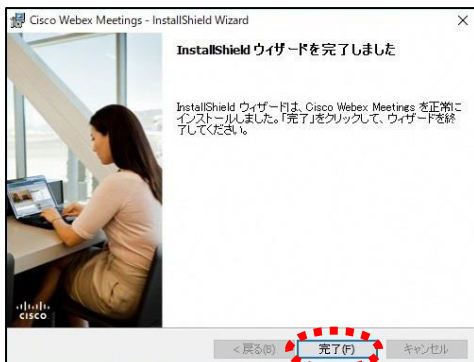 Cisco Webex Meetings - InstallShield Wizard
InstallShield ウィザードを完了しました
InstallShield ウィザードは、Cisco Webex Meetings を正常に
インストールしました。「完了」をクリックして、ウィザードを終
了してください。
CISCO
< 戻る(B)
完了(F)
キャンセル